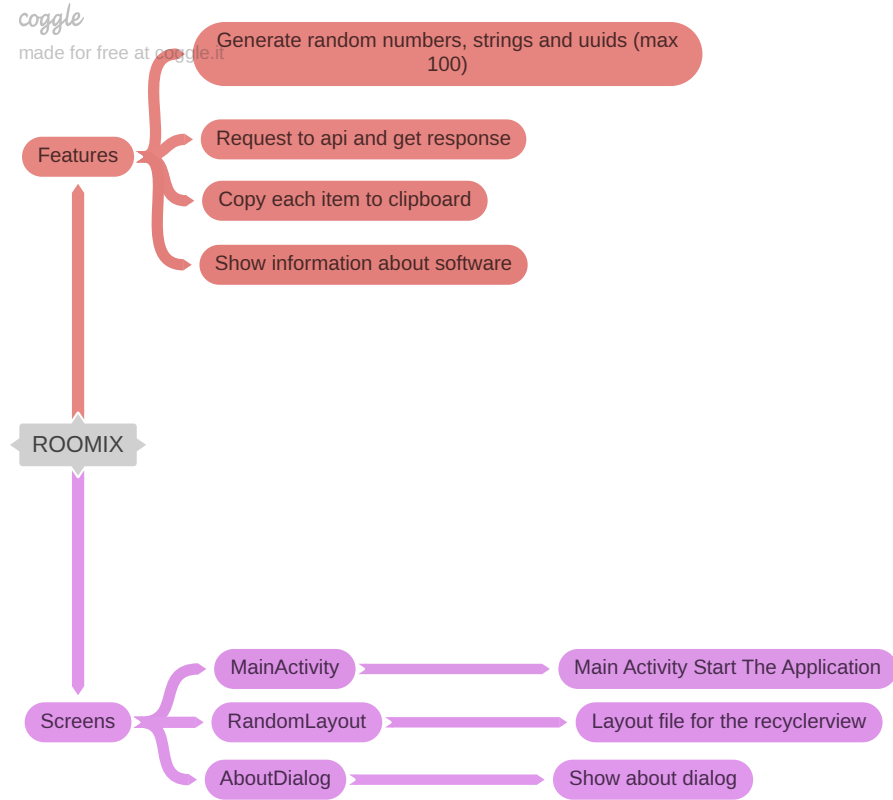 coggle
made for free at coggle.it
Generate random numbers, strings and uuids (max
100)
Request to api and get response
Features
Copy each item to clipboard
Show information about software
ROOMIX
MainActivity
Main Activity Start The Application
Screens
RandomLayout
Layout file for the recyclerview
AboutDialog
Show about dialog